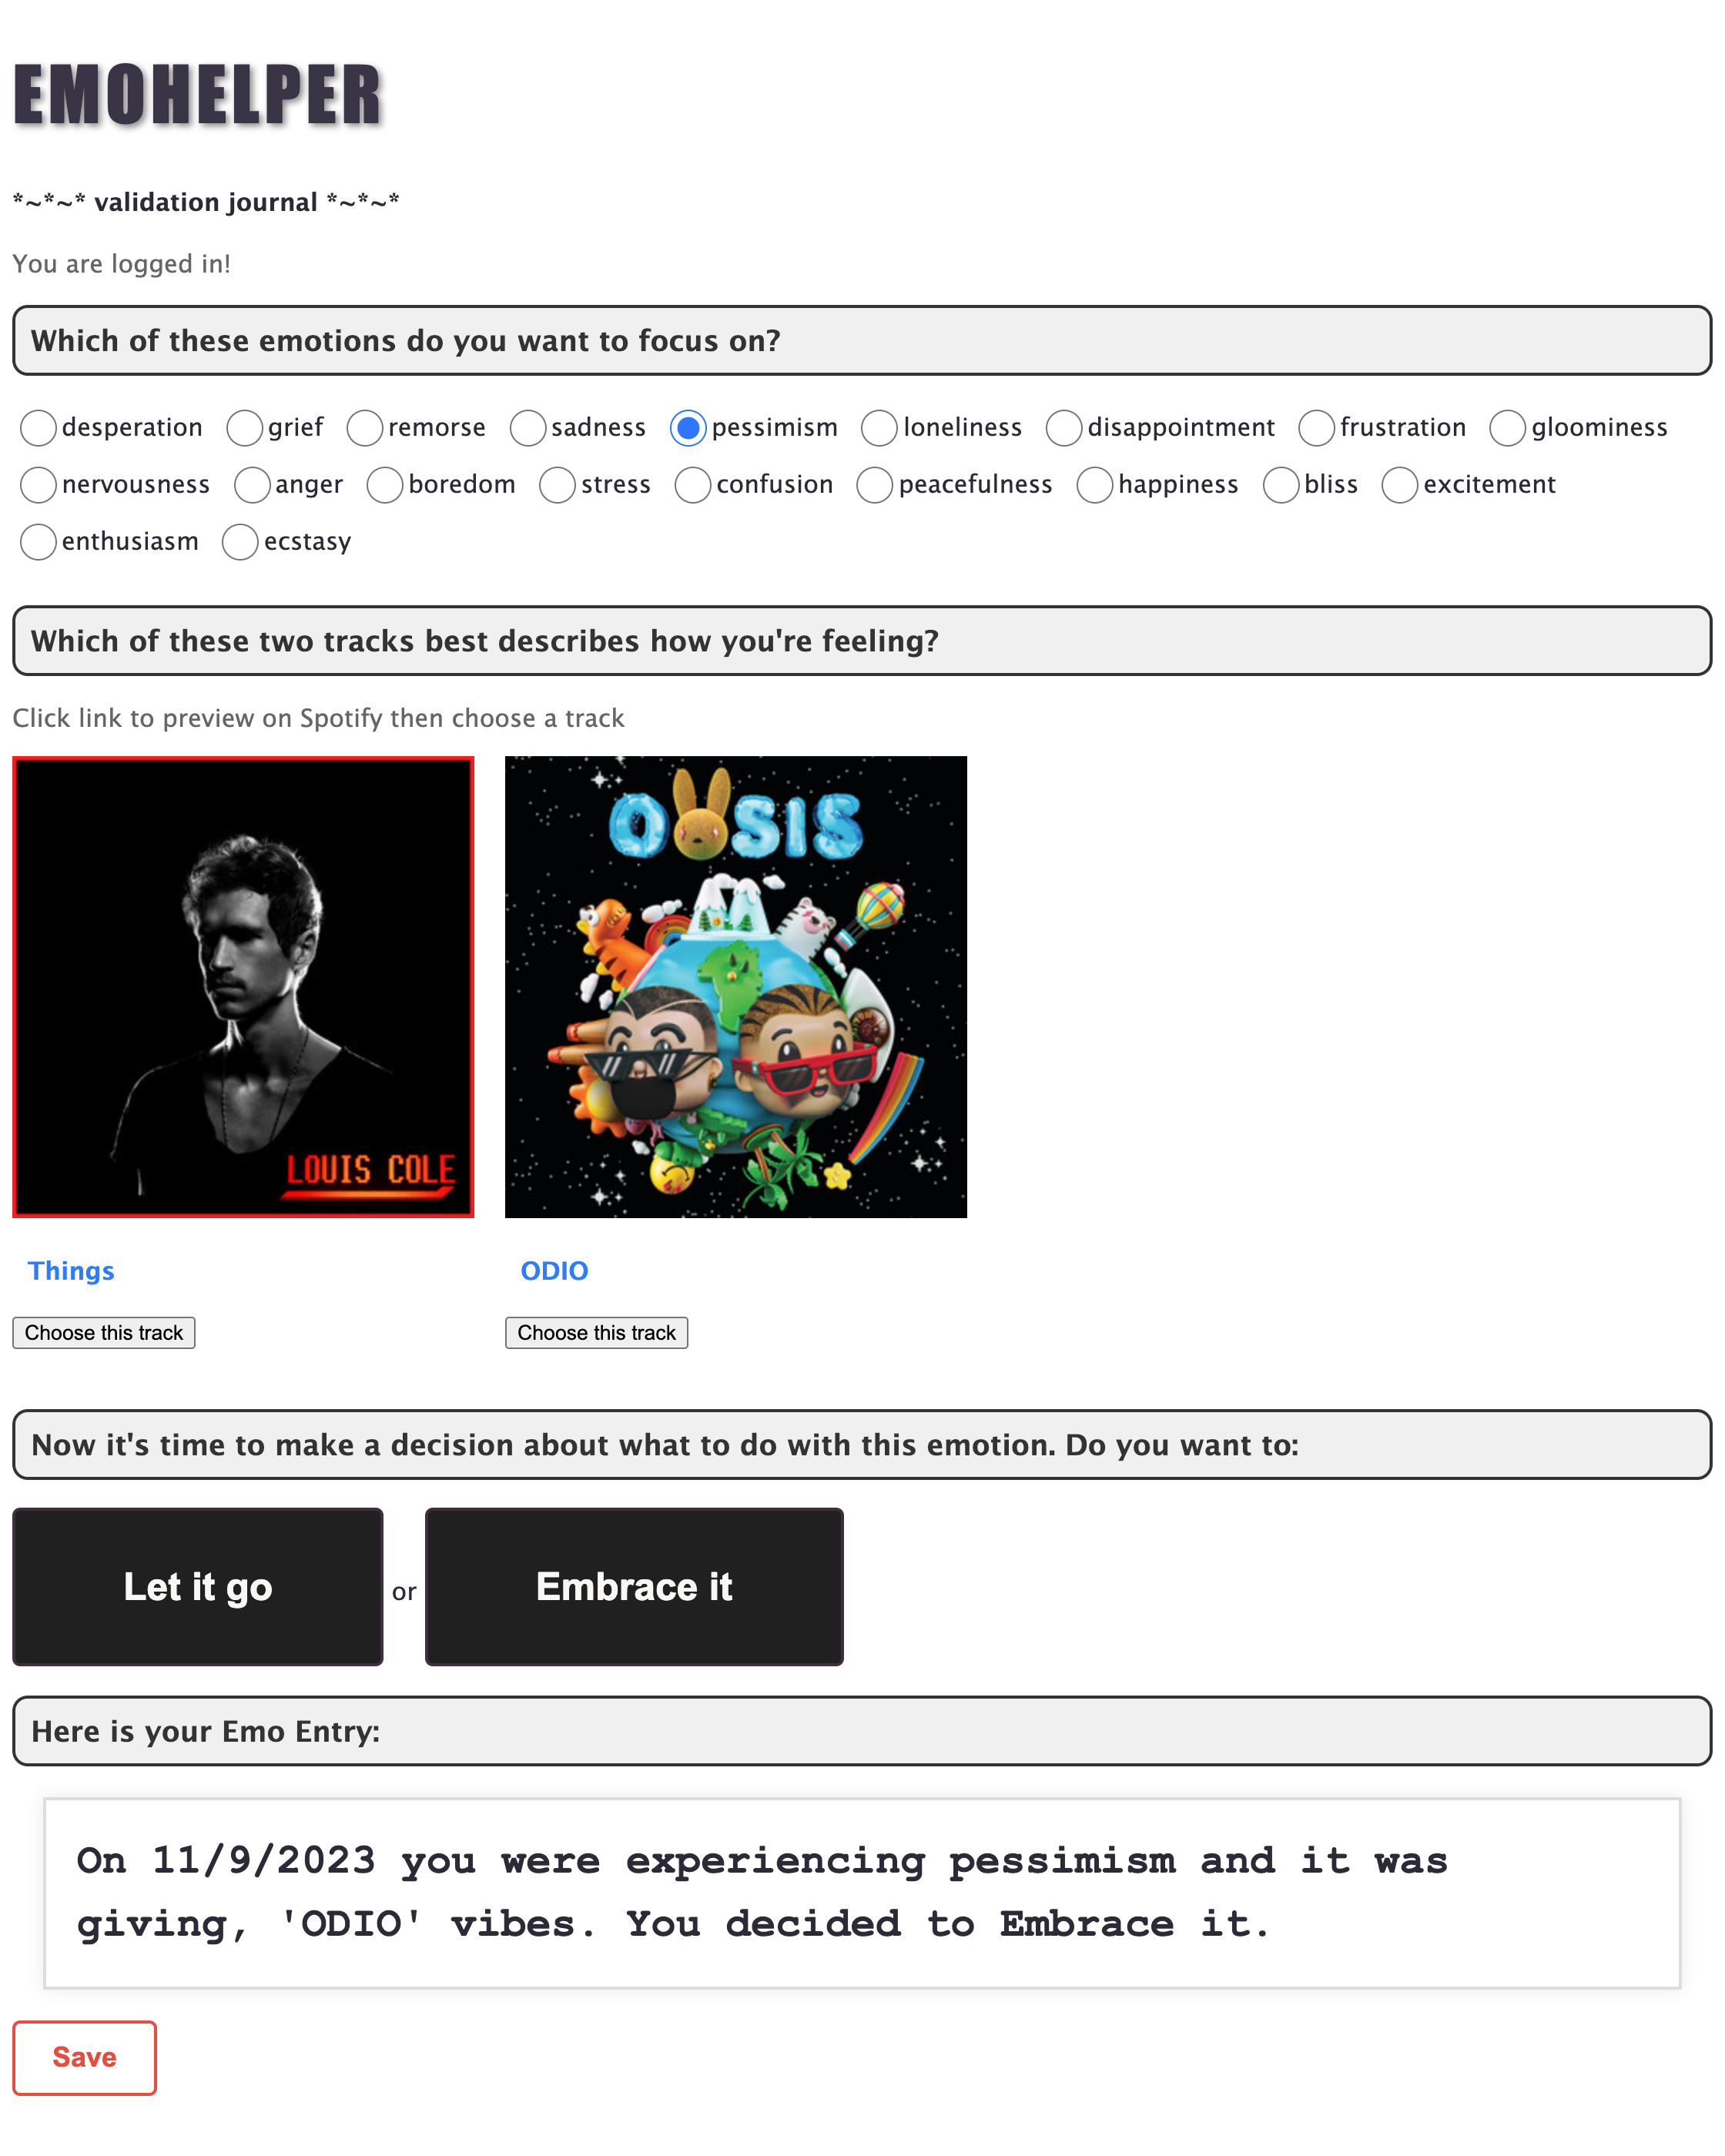 EMOHELPER
*~*~* validation journal *~*~*
You are logged in!
Which of these emotions do you want to focus on?
desperation grief remorse sadness pessimism loneliness disappointment frustration gloominess
nervousness anger boredom stress confusion peacefulness happiness bliss excitement
enthusiasm ecstasy
Which of these two tracks best describes how you're feeling?
Click link to preview on Spotify then choose a track
OASIS
LOUIS COLE
Things ODIO
Choose this track Choose this track
Now it's time to make a decision about what to do with this emotion. Do you want to:
Let it go or Embrace it
Here is your Emo Entry:
On 11/9/2023 you were experiencing pessimism and it was
giving, 'ODIO' vibes. You decided to Embrace it.
Save